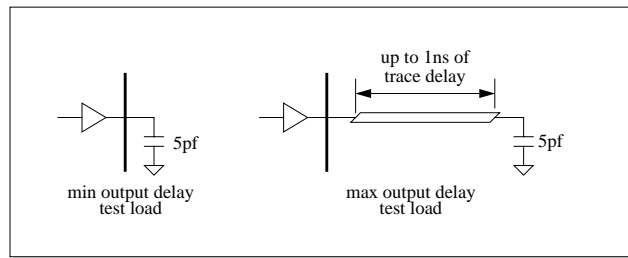 up to 1ns of
trace delay
5pf
5pf
min output delay
test load
max output delay
test load